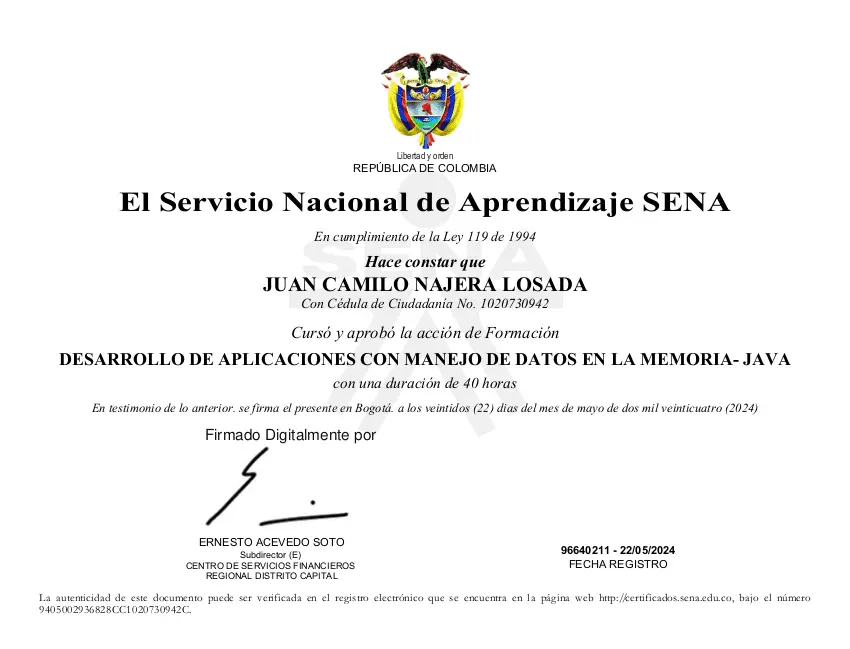 Libertad y orden
REPÚBLICA DE COLOMBIA
El Servicio Nacional de Aprendizaje SENA
En cumplimiento de la Ley 119 de 1994
SENA
Hace constar que
JUAN CAMILO NAJERA LOSADA
Con Cédula de Ciudadanía No. 1020730942
Cursó y aprobó la acción de Formación
DESARROLLO DE APLICACIONES CON MANEJO DE DATOS EN LA MEMORIA- JAVA
con una duración de 40 horas
En testimonio de lo anterior. se firma el presente en Bogotá. a los veintidos (22) dias del mes de mayo de dos mil veinticuatro (2024)
Firmado Digitalmente por
ERNESTO ACEVEDO SOTO
Subdirector (E)
CENTRO DE SERVICIOS FINANCIEROS
REGIONAL DISTRITO CAPITAL
96640211 - 22/05/2024
FECHA REGISTRO
La autenticidad de este documento puede ser verificada en el registro electrónico que se encuentra en la página web http://certificados.sena.edu.co, bajo el número
9405002936828CC1020730942C.